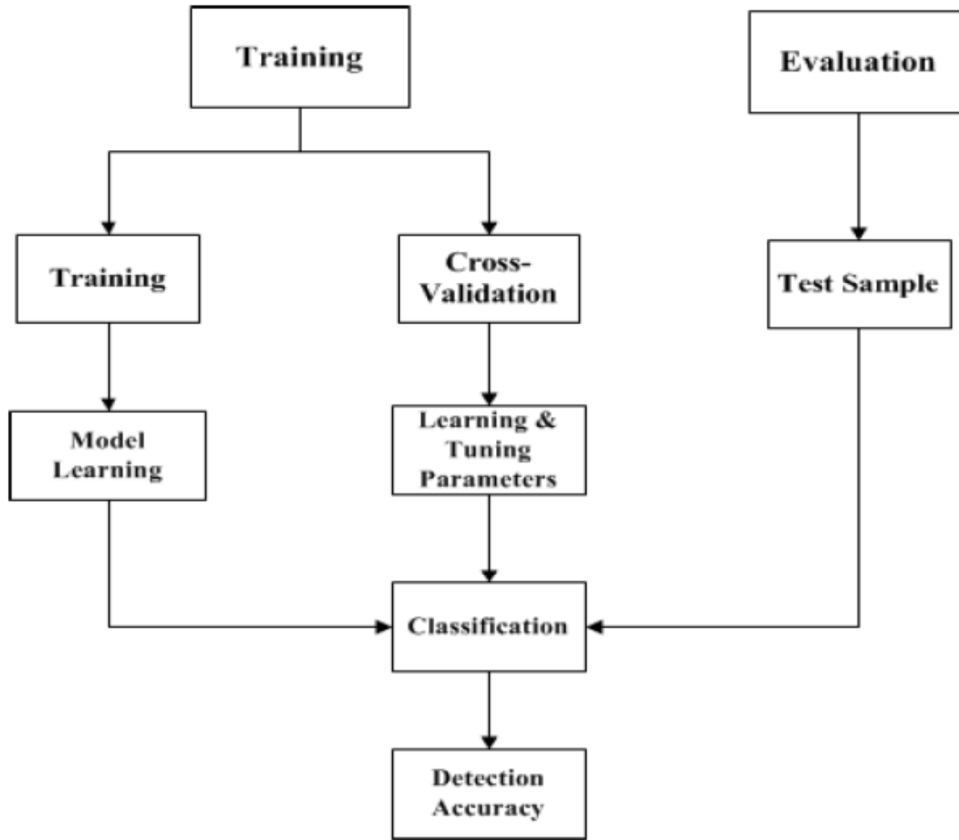 Training
Evaluation
Training
Cross-
Validation
Test Sample
Model
Learning
Learning &
Tuning
Parameters
Classification
Detection
Accuracy